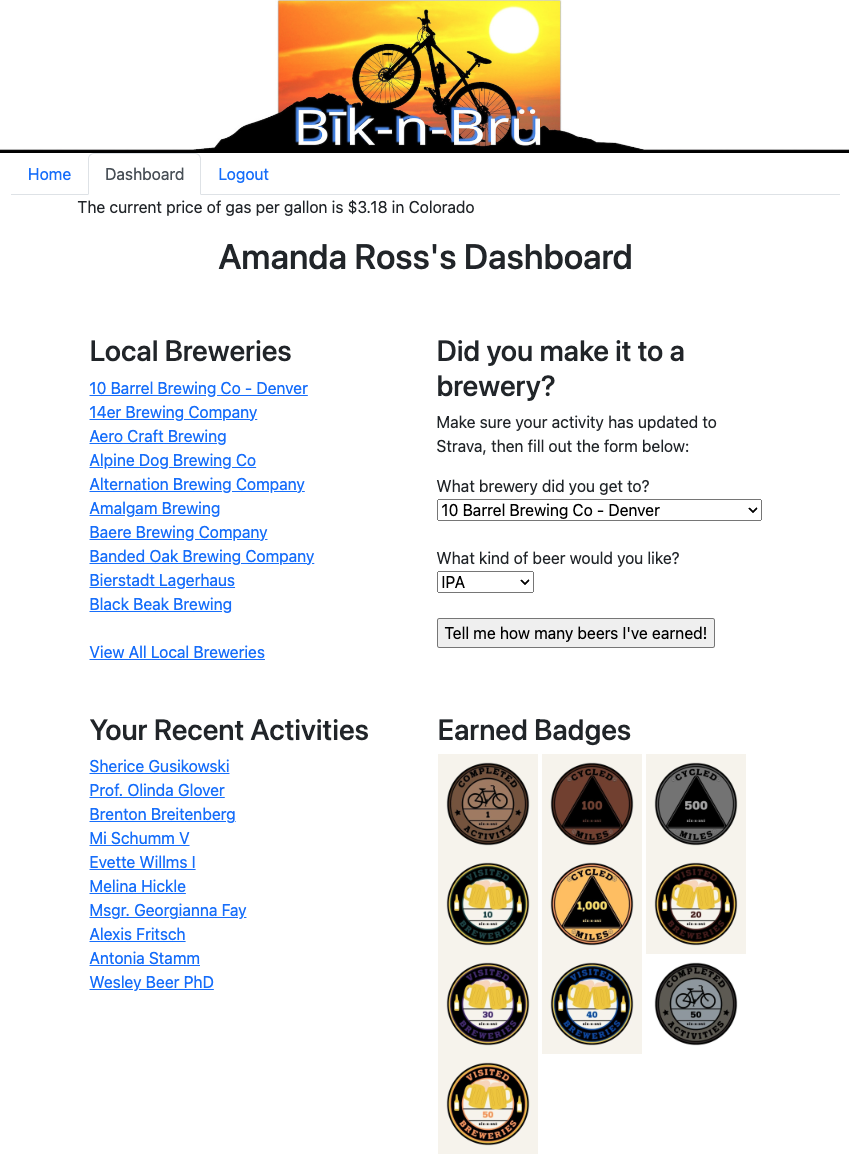 Bīk-n-Brü
Home Dashboard Logout
The current price of gas per gallon is $3.18 in Colorado
Amanda Ross's Dashboard
Local Breweries
10 Barrel Brewing Co - Denver
14er Brewing Company
Aero Craft Brewing
Alpine Dog Brewing Co
Alternation Brewing Company
Amalgam Brewing
Baere Brewing Company
Banded Oak Brewing Company
Bierstadt Lagerhaus
Black Beak Brewing
View All Local Breweries
Did you make it to a
brewery?
Make sure your activity has updated to
Strava, then fill out the form below:
What brewery did you get to?
10 Barrel Brewing Co - Denver
What kind of beer would you like?
IPA
Tell me how many beers I've earned!
Your Recent Activities
Sherice Gusikowski
Prof. Olinda Glover
Brenton Breitenberg
Mi Schumm V
Evette Willms I
Melina Hickle
Msgr. Georgianna Fay
Alexis Fritsch
Antonia Stamm
Wesley Beer PhD
Earned Badges
COMPLETED
1
ACTIVITY
CYCLED
100
MILES
CYCLED
500
MILES
VISITED
10
BREWERIES
CYCLED
1,000
MILES
VISITED
20
BREWERIES
VISITED
30
BREWERIES
VISITED
40
BREWERIES
COMPLETED
50
ACTIVITIES
VISITED
50
BREWERIES